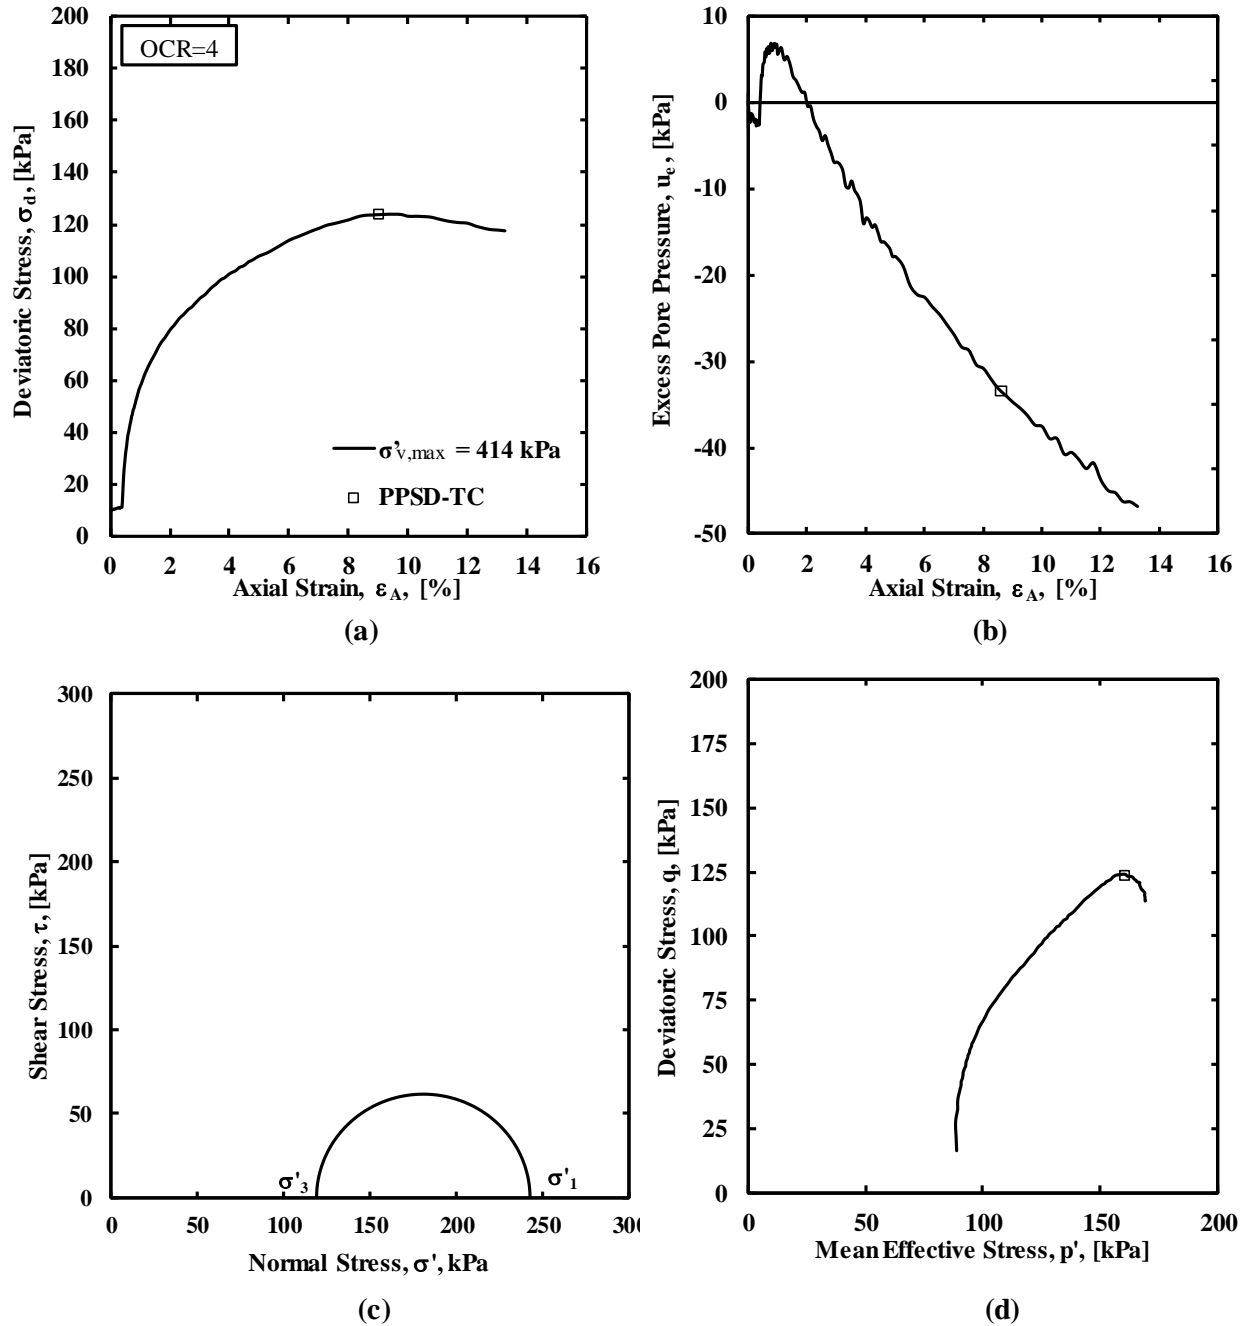 OCR=4
Deviatoric Stress, σd, [kPa]
200
180
160
140
120
100
80
60
40
20
0
σ'v,max = 414 kPa
PPSD-TC
0 2 4 6 8 10 12 14 16
Axial Strain, εA, [%]
(a)
Excess Pore Pressure, ue, [kPa]
10
0
-10
-20
-30
-40
-50
0 2 4 6 8 10 12 14 16
Axial Strain, εA, [%]
(b)
Shear Stress, τ, [kPa]
300
250
200
150
100
50
0
σ'3
σ'1
0 50 100 150 200 250 300
Normal Stress, σ', kPa
(c)
Deviatoric Stress, q, [kPa]
200
175
150
125
100
75
50
25
0
0 50 100 150 200
Mean Effective Stress, p', [kPa]
(d)